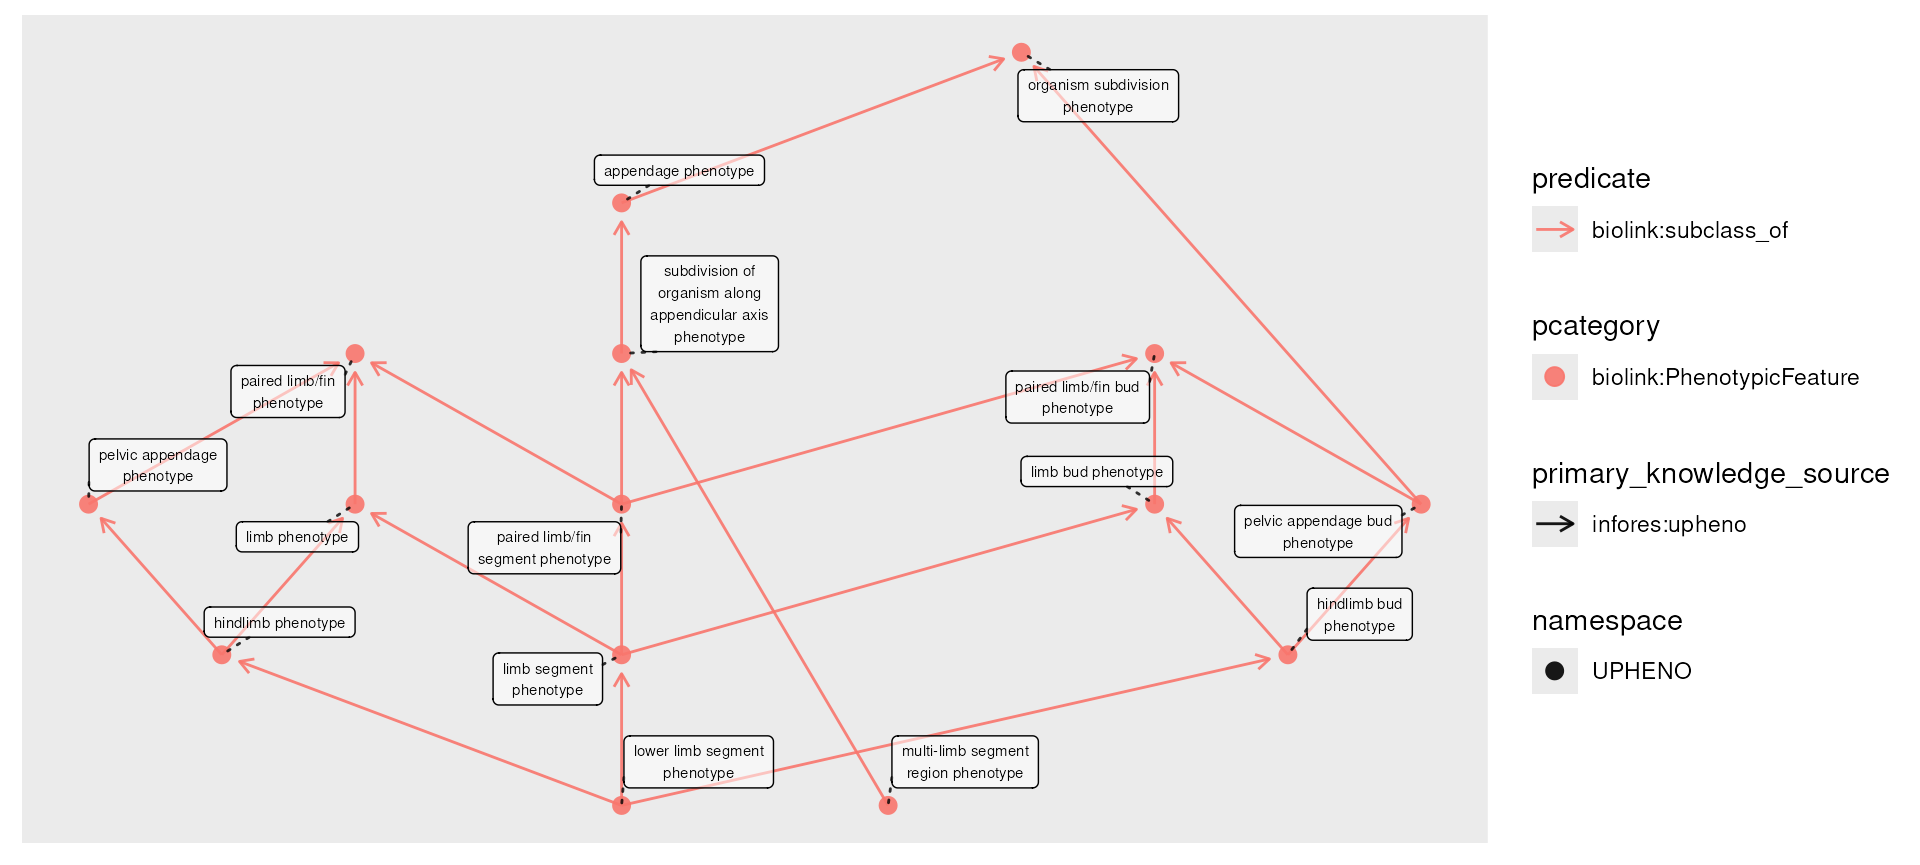 organism subdivision
phenotype
appendage phenotype
subdivision of
organism along
appendicular axis
phenotype
paired limb/fin
phenotype
paired limb/fin bud
phenotype
pelvic appendage
phenotype
limb bud phenotype
limb phenotype
paired limb/fin
segment phenotype
pelvic appendage bud
phenotype
hindlimb phenotype
hindlimb bud
phenotype
limb segment
phenotype
lower limb segment
phenotype
multi-limb segment
region phenotype
predicate
biolink:subclass_of
pcategory
biolink:PhenotypicFeature
primary_knowledge_source
infores:upheno
namespace
UPHENO